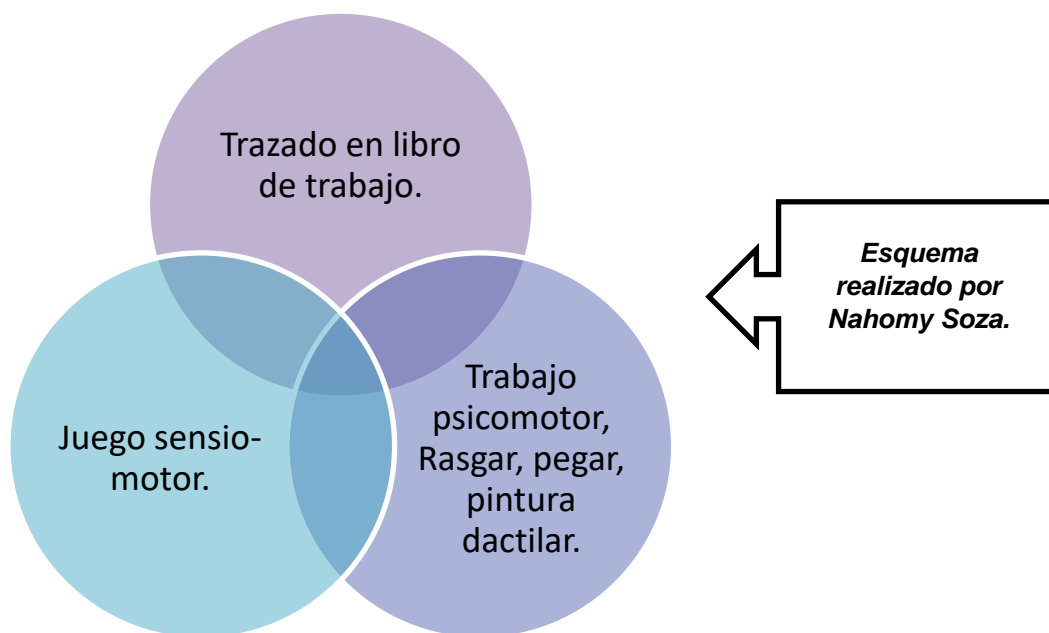 Trazado en libro
de trabajo.
Juego sensio-
motor.
Trabajo
psicomotor,
Rasgar, pegar,
pintura
dactilar.
Esquema
realizado por
Nahomy Soza.